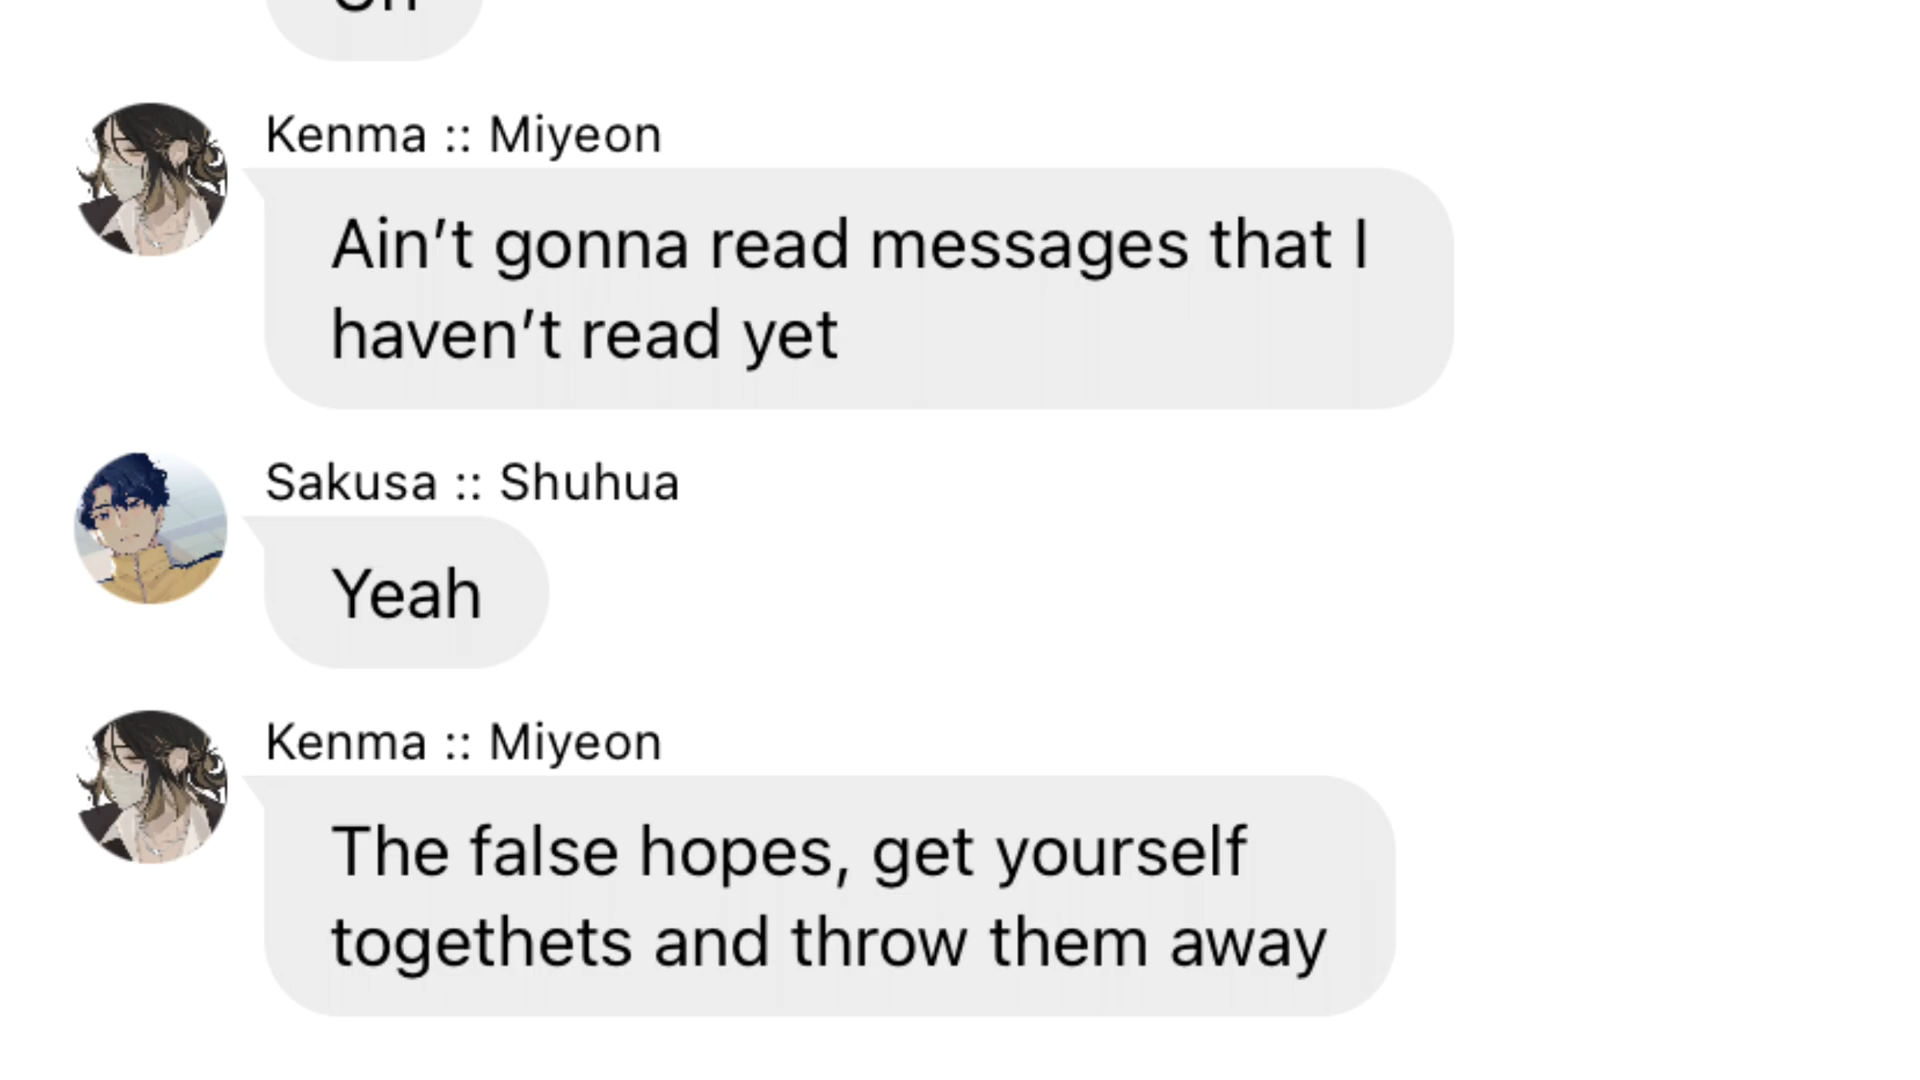 Kenma :: Miyeon
Ain’t gonna read messages that I
haven’t read yet
Sakusa :: Shuhua
Yeah
Kenma :: Miyeon
The false hopes, get yourself
togethets and throw them away